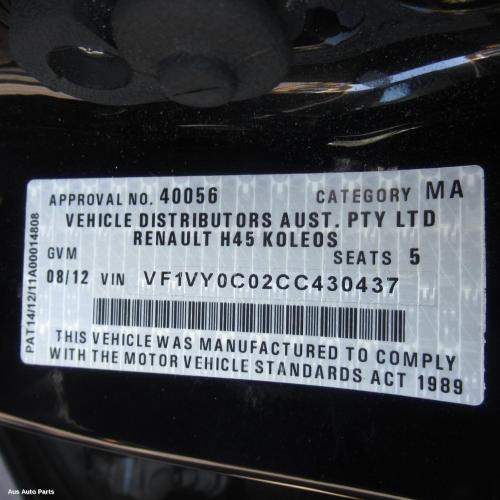 APPROVAL NO. 40056 CATEGORY MA
VEHICLE DISTRIBUTORS AUST. PTY LTD
RENAULT H45 KOLEOS
GVM SEATS 5
08/12 VIN VF1VY0C02CC430437
THIS VEHICLE WAS MANUFACTURED TO COMPLY
WITH THE MOTOR VEHICLE STANDARDS ACT 1989
PAT14/12/11A00014808
Aus Auto Parts